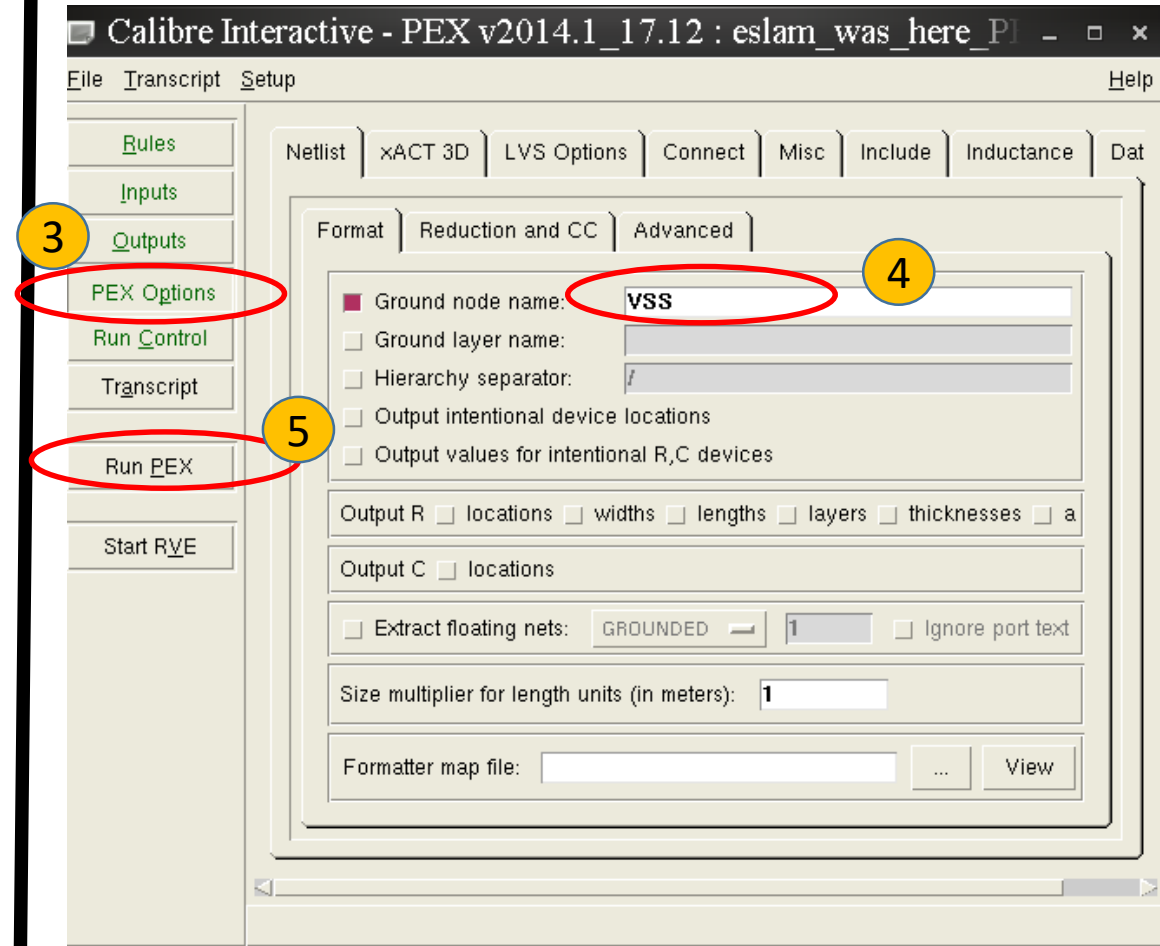 Calibre Interactive - PEX v2014.1_17.12 : eslam_was_here_
File Transcript Setup Help
Rules
Inputs
3 Outputs
PEX Options
Run Control
Transcript
5
Run PEX
Start RVE
Netlist xACT 3D LVS Options Connect Misc Include Inductance Dat
Format Reduction and CC Advanced
4
Ground node name: VSS
Ground layer name:
Hierarchy separator: /
Output intentional device locations
Output values for intentional R,C devices
Output R locations widths lengths layers thicknesses a
Output C locations
Extract floating nets: GROUNDED 1 Ignore port text
Size multiplier for length units (in meters): 1
Formatter map file: ... View